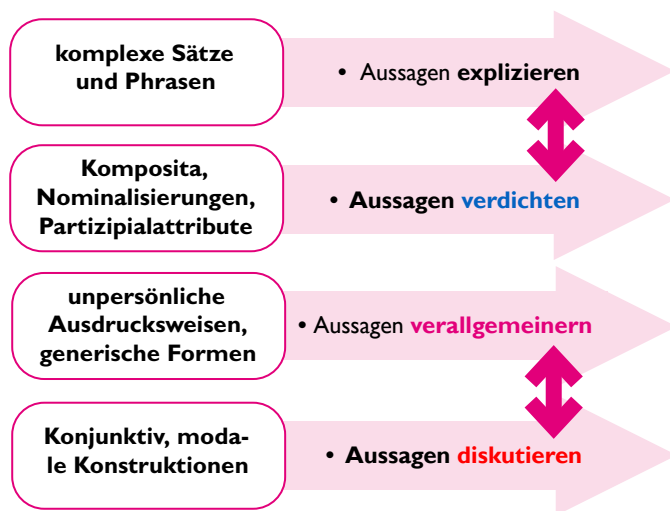 komplexe Sätze
und Phrasen
• Aussagen explizieren
Komposita,
Nominalisierungen,
Partizipialattribute
• Aussagen verdichten
unpersönliche
Ausdrucksweisen,
generische Formen
• Aussagen verallgemeinern
Konjunktiv, moda-
le Konstruktionen
• Aussagen diskutieren